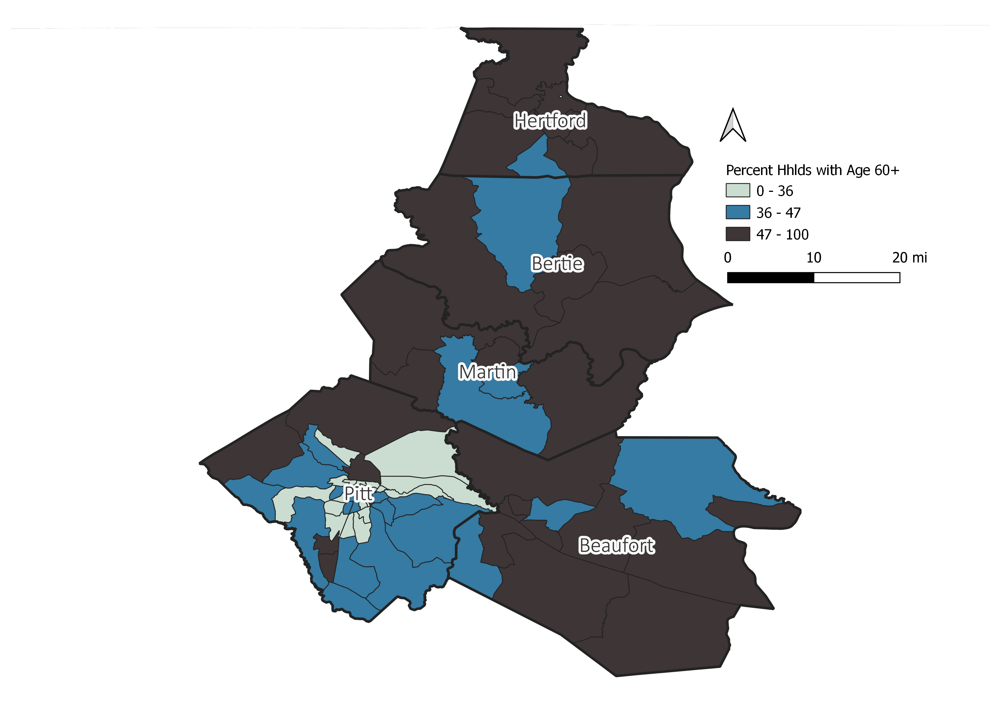 Hertford
Percent Hhlds with Age 60+
0 - 36
36 - 47
47 - 100
0 10 20 mi
Bertie
Martin
Pitt
Beaufort